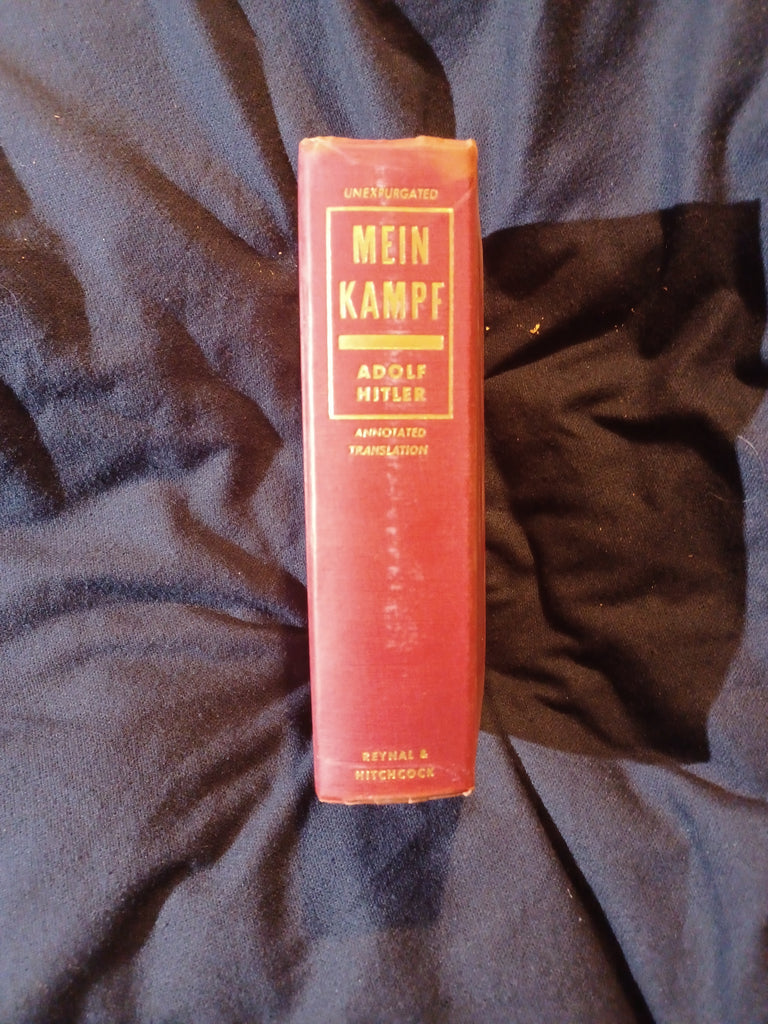 UNEXPURGATED
MEIN
KAMPF
ADOLF
HITLER
ANNOTATED
TRANSLATION
REYNAL &
HITCHCOCK